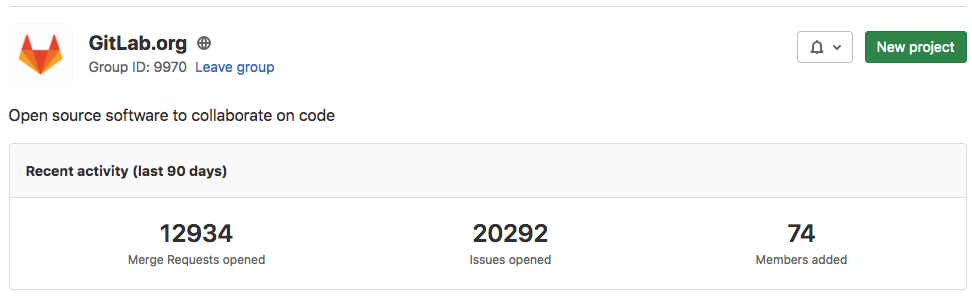 GitLab.org
Group ID: 9970 Leave group
New project
Open source software to collaborate on code
Recent activity (last 90 days)
12934
Merge Requests opened
20292
Issues opened
74
Members added